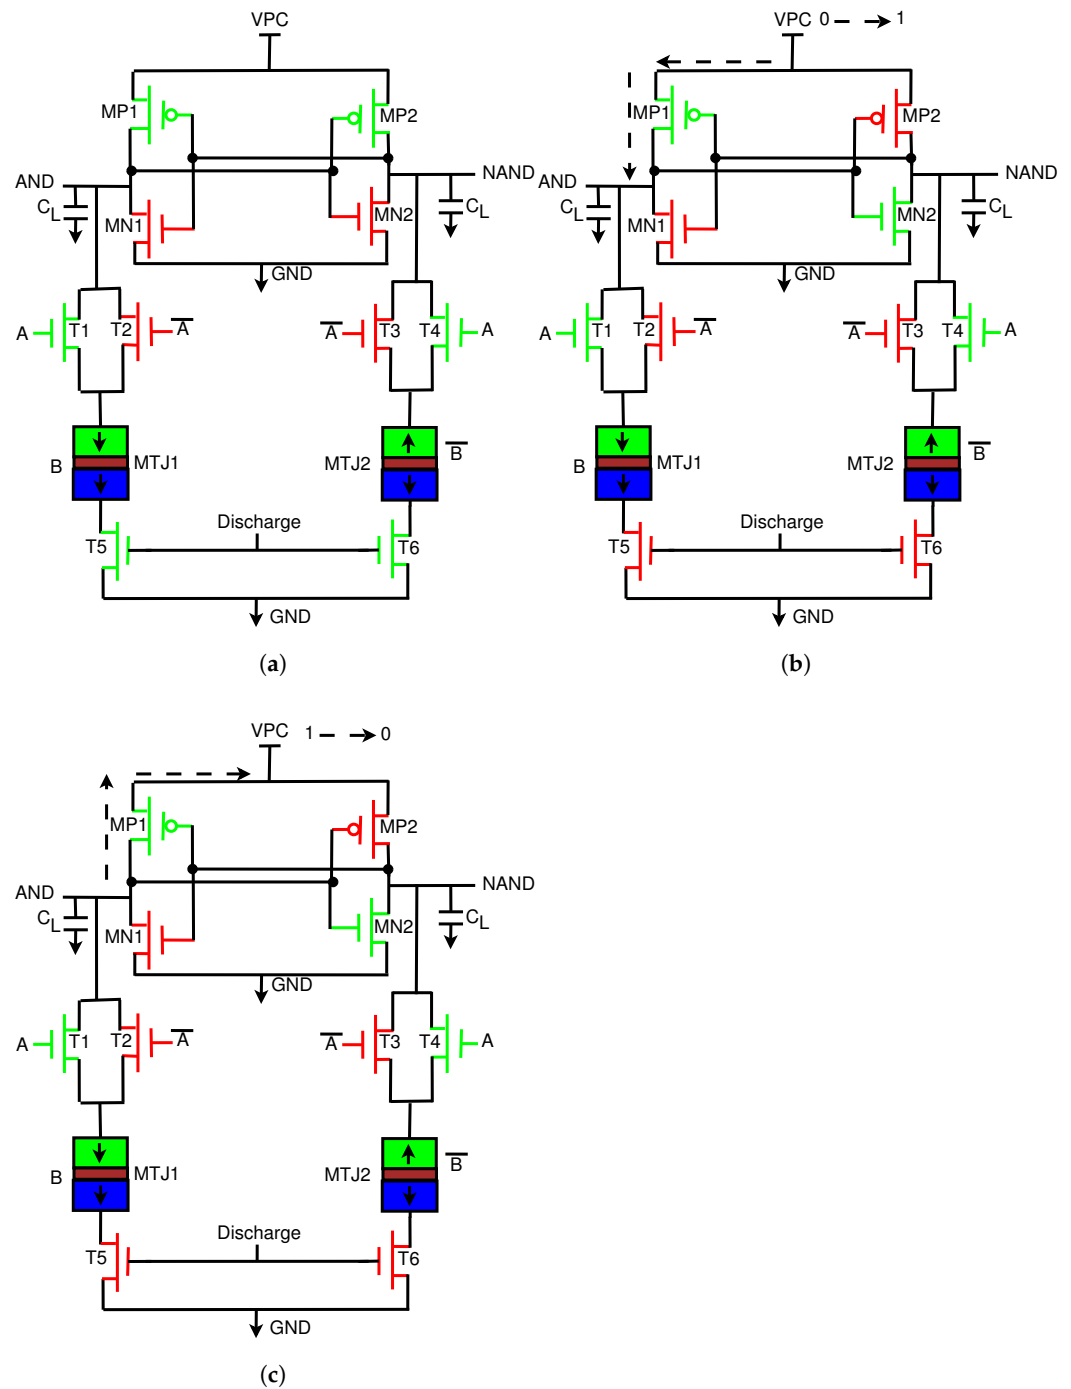 VPC
VPC 0 1
MP1
MP2
MP1
MP2
AND
NAND
AND
NAND
CL
MN1
MN2
CL
CL
MN1
MN2
CL
GND
GND
A
T1
T2
A
A
T3
T4
A
A
T1
T2
A
A
T3
T4
A
B
MTJ1
MTJ2
B
B
MTJ1
MTJ2
B
Discharge
Discharge
T5
T6
T5
T6
GND
GND
(a)
(b)
VPC 1 0
MP1
MP2
AND
NAND
CL
MN1
MN2
CL
GND
A
T1
T2
A
A
T3
T4
A
B
MTJ1
MTJ2
B
Discharge
T5
T6
GND
(c)